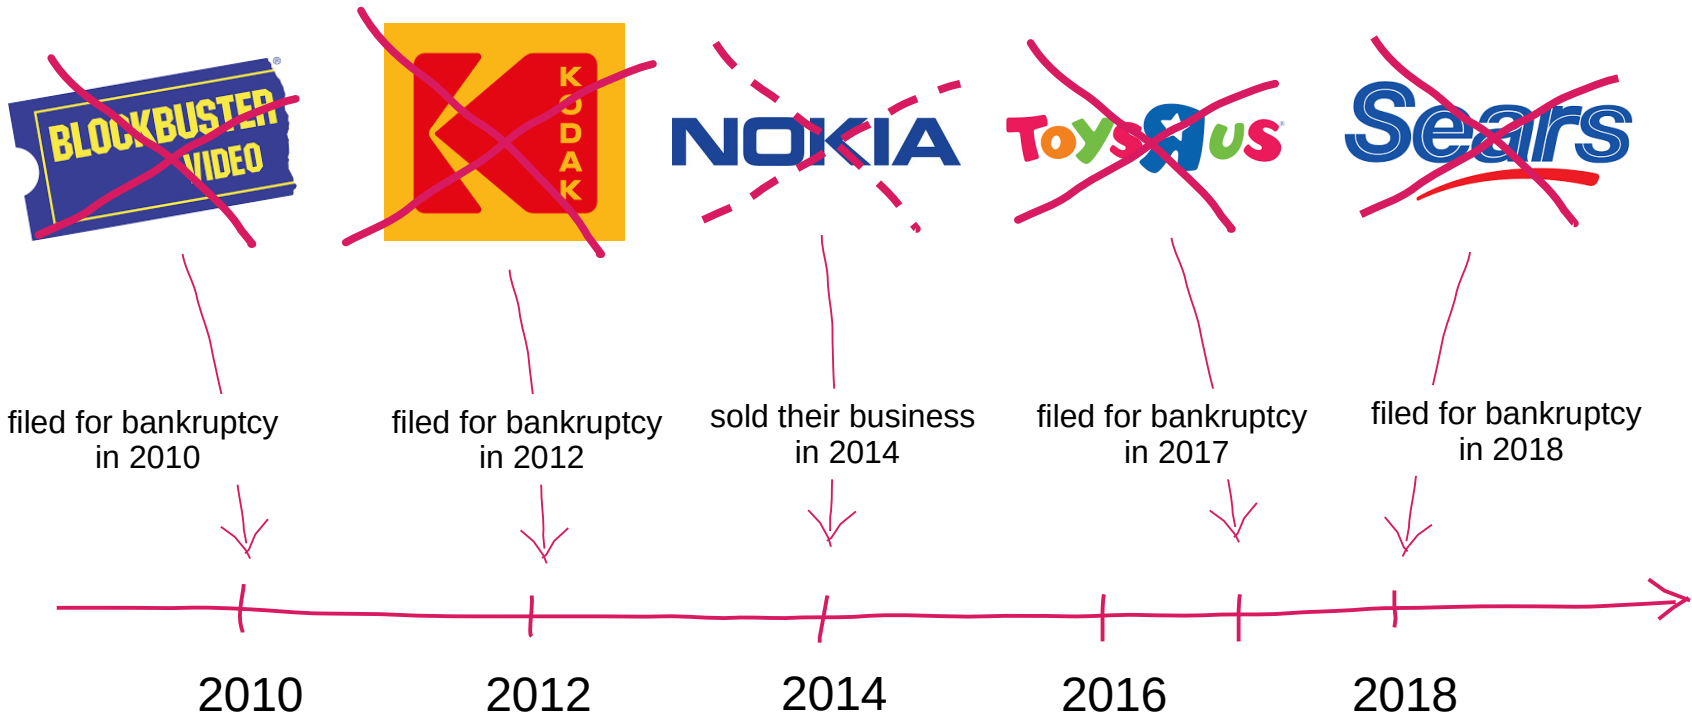 BLOCKBUSTER
VIDEO
®
KODAK
NOKIA
TOYS R US
®
Sears
filed for bankruptcy
in 2010
filed for bankruptcy
in 2012
sold their business
in 2014
filed for bankruptcy
in 2017
filed for bankruptcy
in 2018
2010
2012
2014
2016
2018